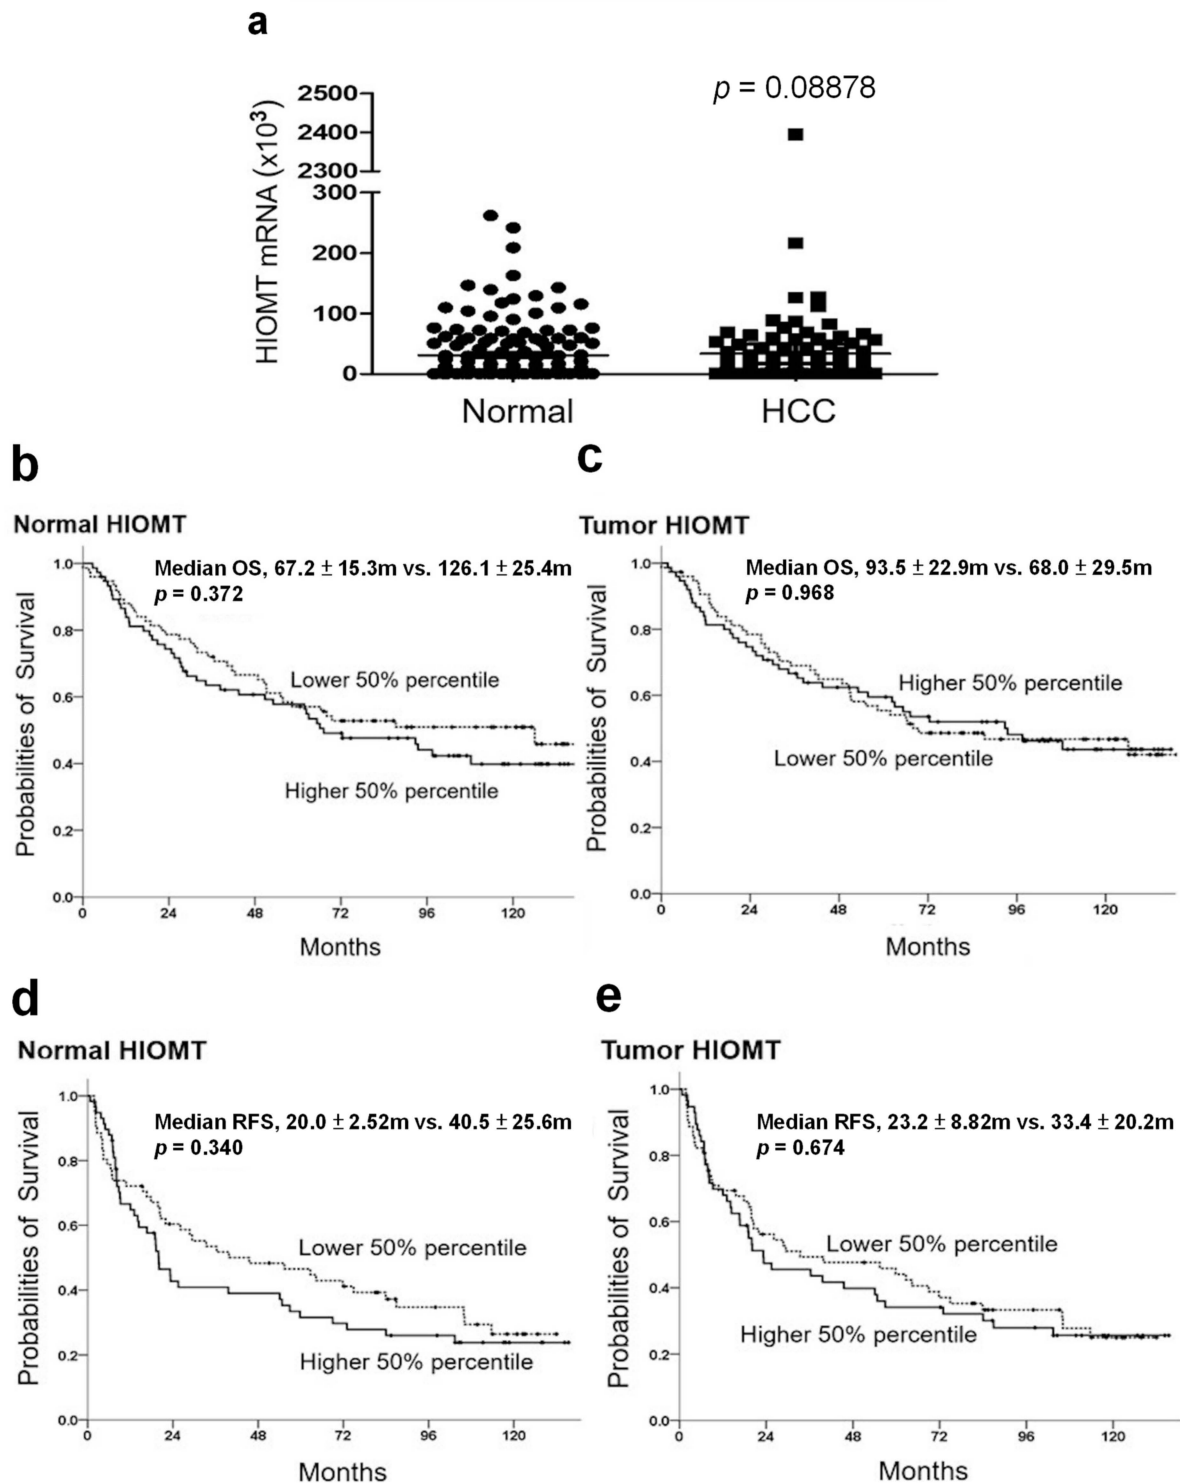 a
p = 0.08878
HIOMT mRNA (x10³)
2500
2400
2300
300
200
100
0
Normal
HCC
b
Normal HIOMT
Median OS, 67.2 ± 15.3m vs. 126.1 ± 25.4m
p = 0.372
Probabilities of Survival
1.0
0.8
0.6
0.4
0.2
0.0
Lower 50% percentile
Higher 50% percentile
0 24 48 72 96 120
Months
c
Tumor HIOMT
Median OS, 93.5 ± 22.9m vs. 68.0 ± 29.5m
p = 0.968
Probabilities of Survival
1.0
0.8
0.6
0.4
0.2
0.0
Higher 50% percentile
Lower 50% percentile
0 24 48 72 96 120
Months
d
Normal HIOMT
Median RFS, 20.0 ± 2.52m vs. 40.5 ± 25.6m
p = 0.340
Probabilities of Survival
1.0
0.8
0.6
0.4
0.2
0.0
Lower 50% percentile
Higher 50% percentile
0 24 48 72 96 120
Months
e
Tumor HIOMT
Median RFS, 23.2 ± 8.82m vs. 33.4 ± 20.2m
p = 0.674
Probabilities of Survival
1.0
0.8
0.6
0.4
0.2
0.0
Lower 50% percentile
Higher 50% percentile
0 24 48 72 96 120
Months